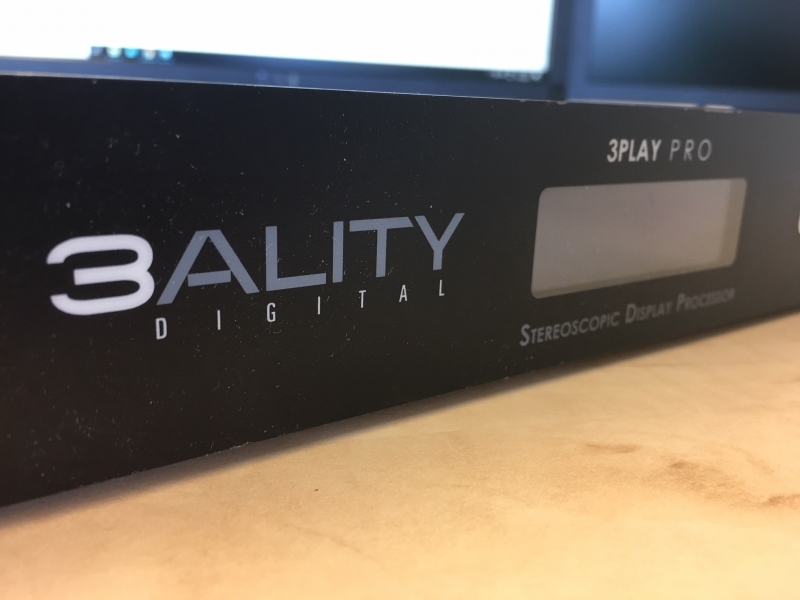 3ALITY
DIGITAL
3PLAY PRO
STEREOSCOPIC DISPLAY PROCESSOR